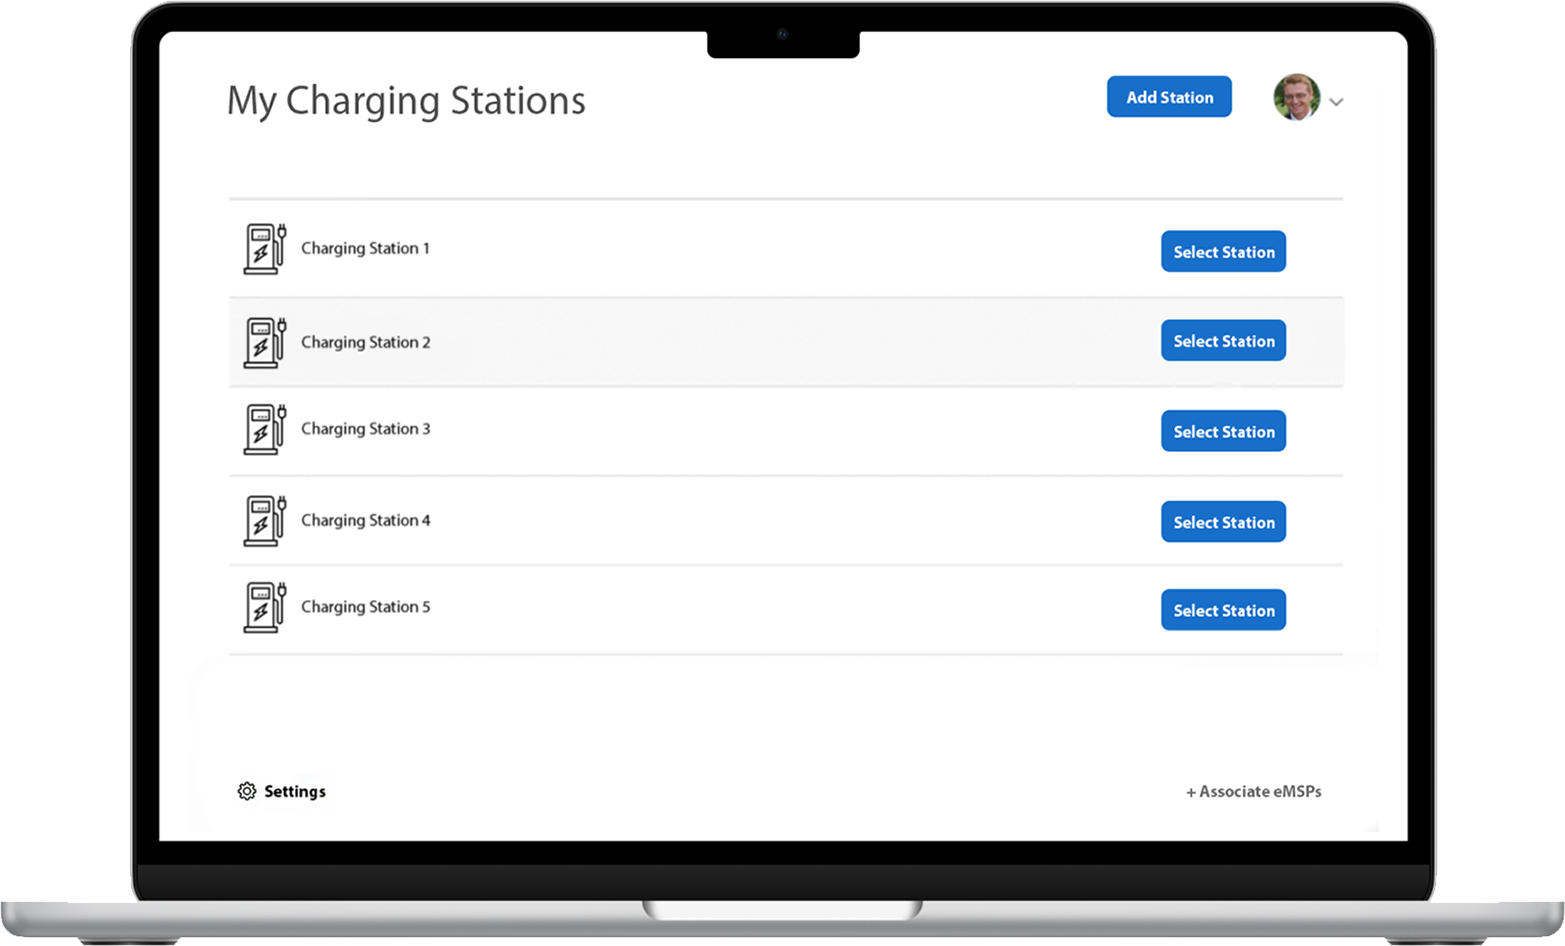 My Charging Stations
Add Station
Charging Station 1
Select Station
Charging Station 2
Select Station
Charging Station 3
Select Station
Charging Station 4
Select Station
Charging Station 5
Select Station
Settings
+ Associate eMSPs